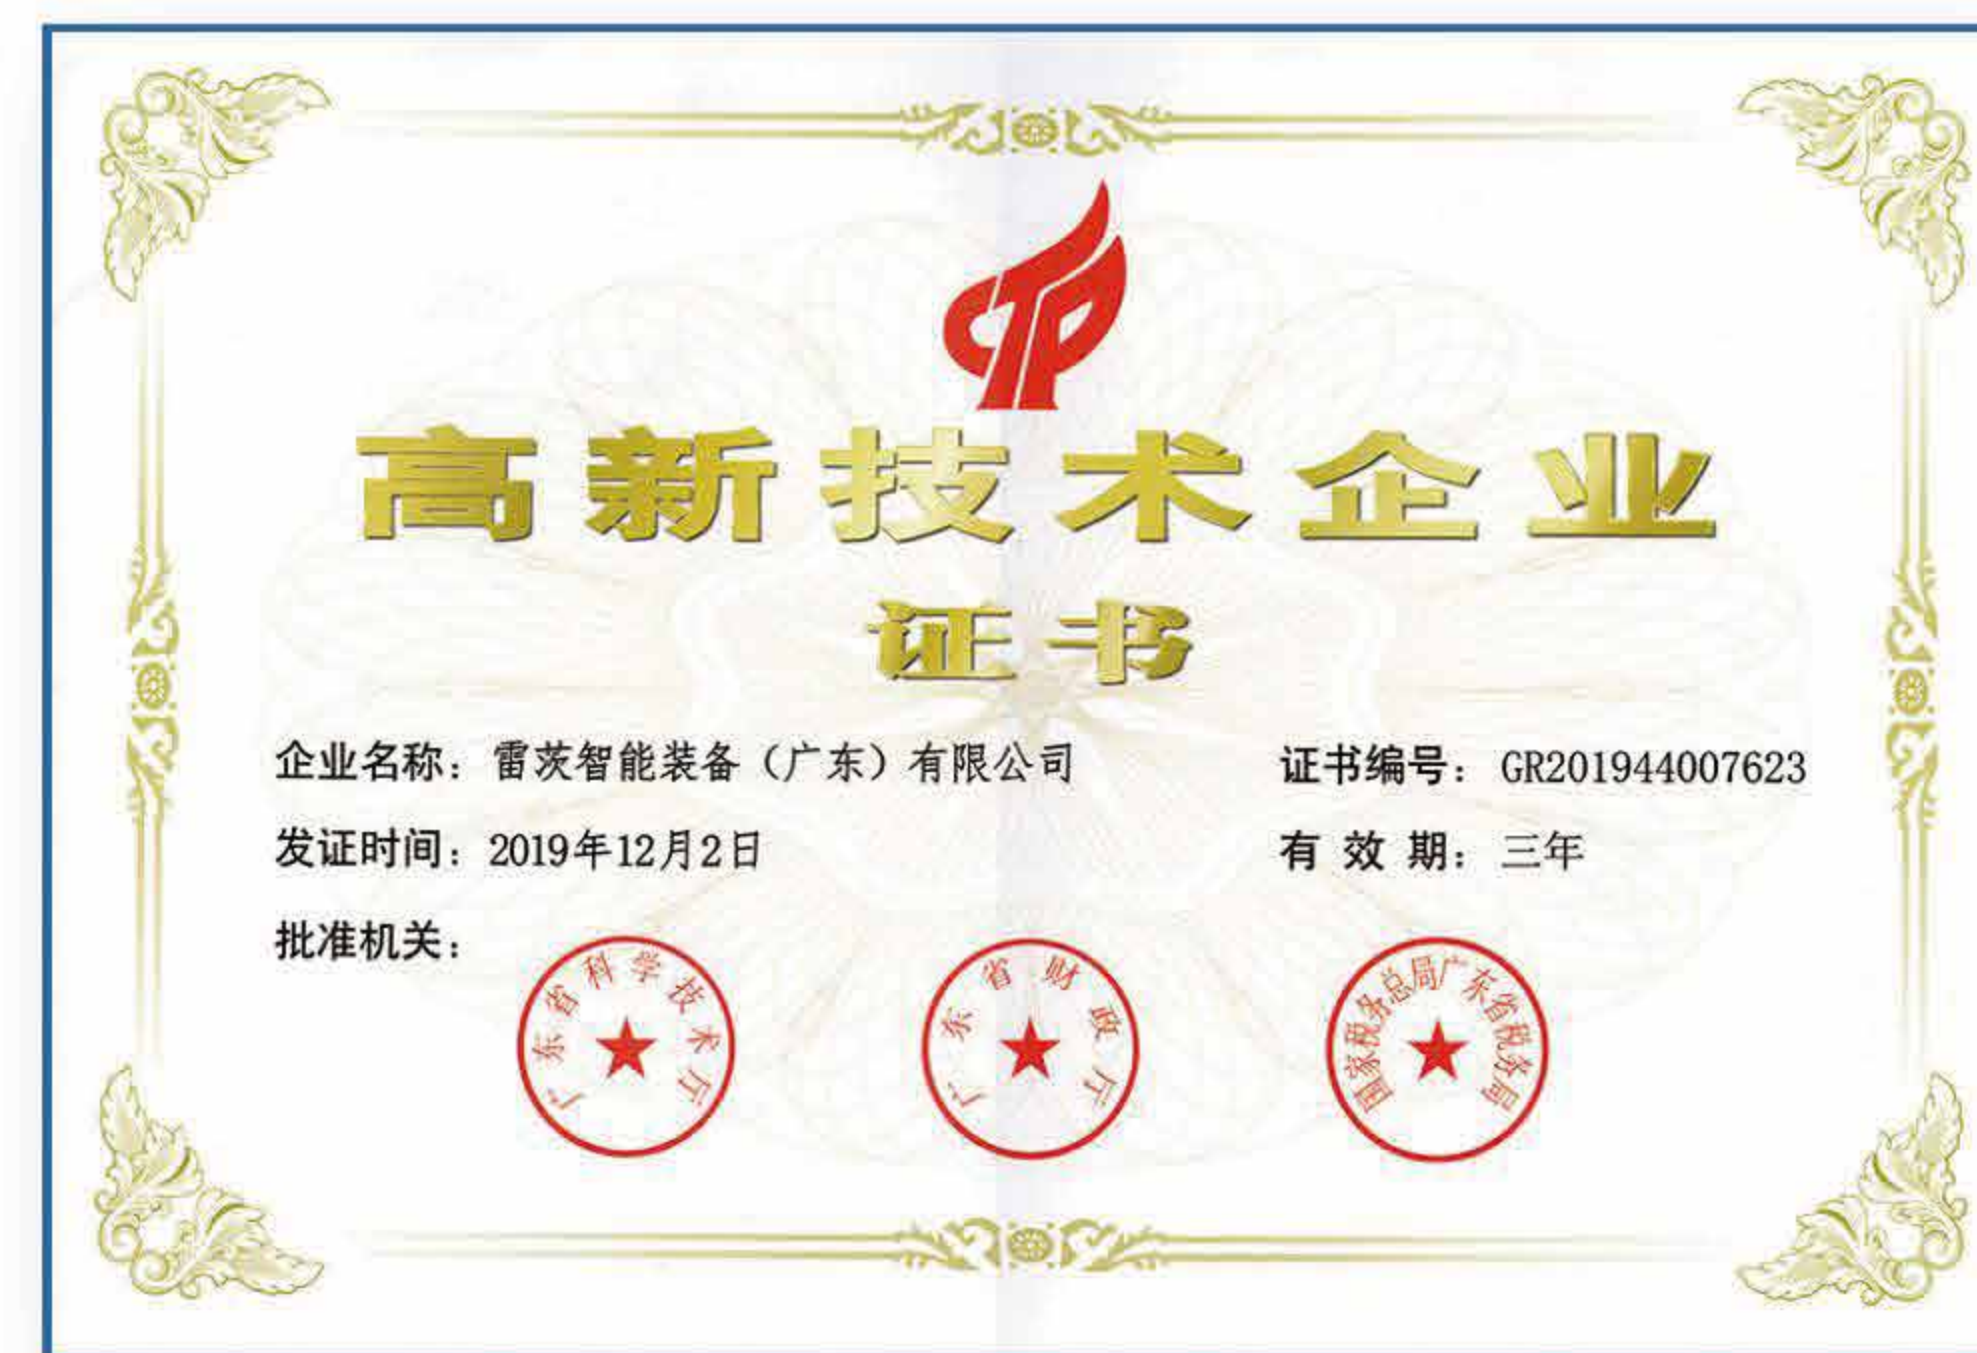 高新技术企业
证书
企业名称：雷茨智能装备（广东）有限公司
证书编号：GR201944007623
发证时间：2019年12月2日
有效期：三年
批准机关：
广东省科学技术厅
广东省财政厅
国家税务总局广东省税务局